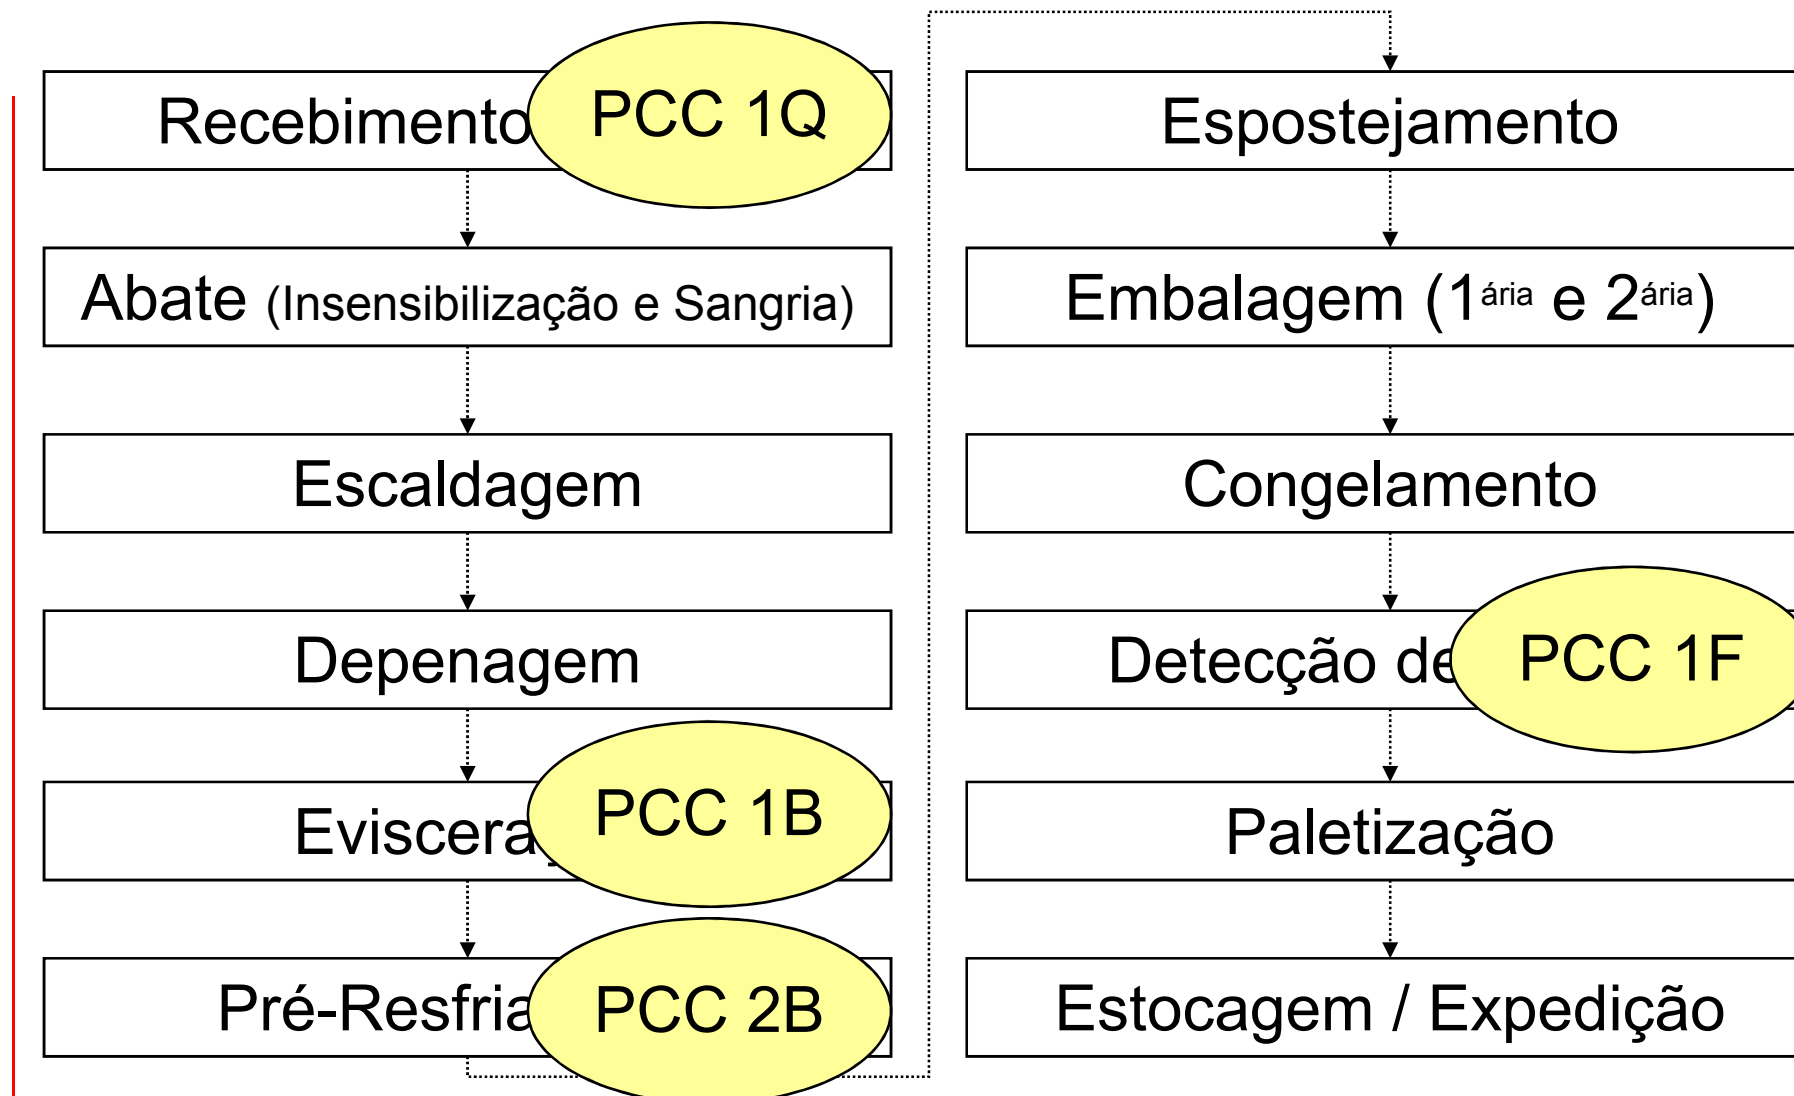 Recebimento
PCC 1Q
Abate (Insensibilização e Sangria)
Escaldagem
Depenagem
Eviscera
PCC 1B
Pré-Resfria
PCC 2B
Espostejamento
Embalagem (1ária e 2ária)
Congelamento
Detecção de
PCC 1F
Paletização
Estocagem / Expedição